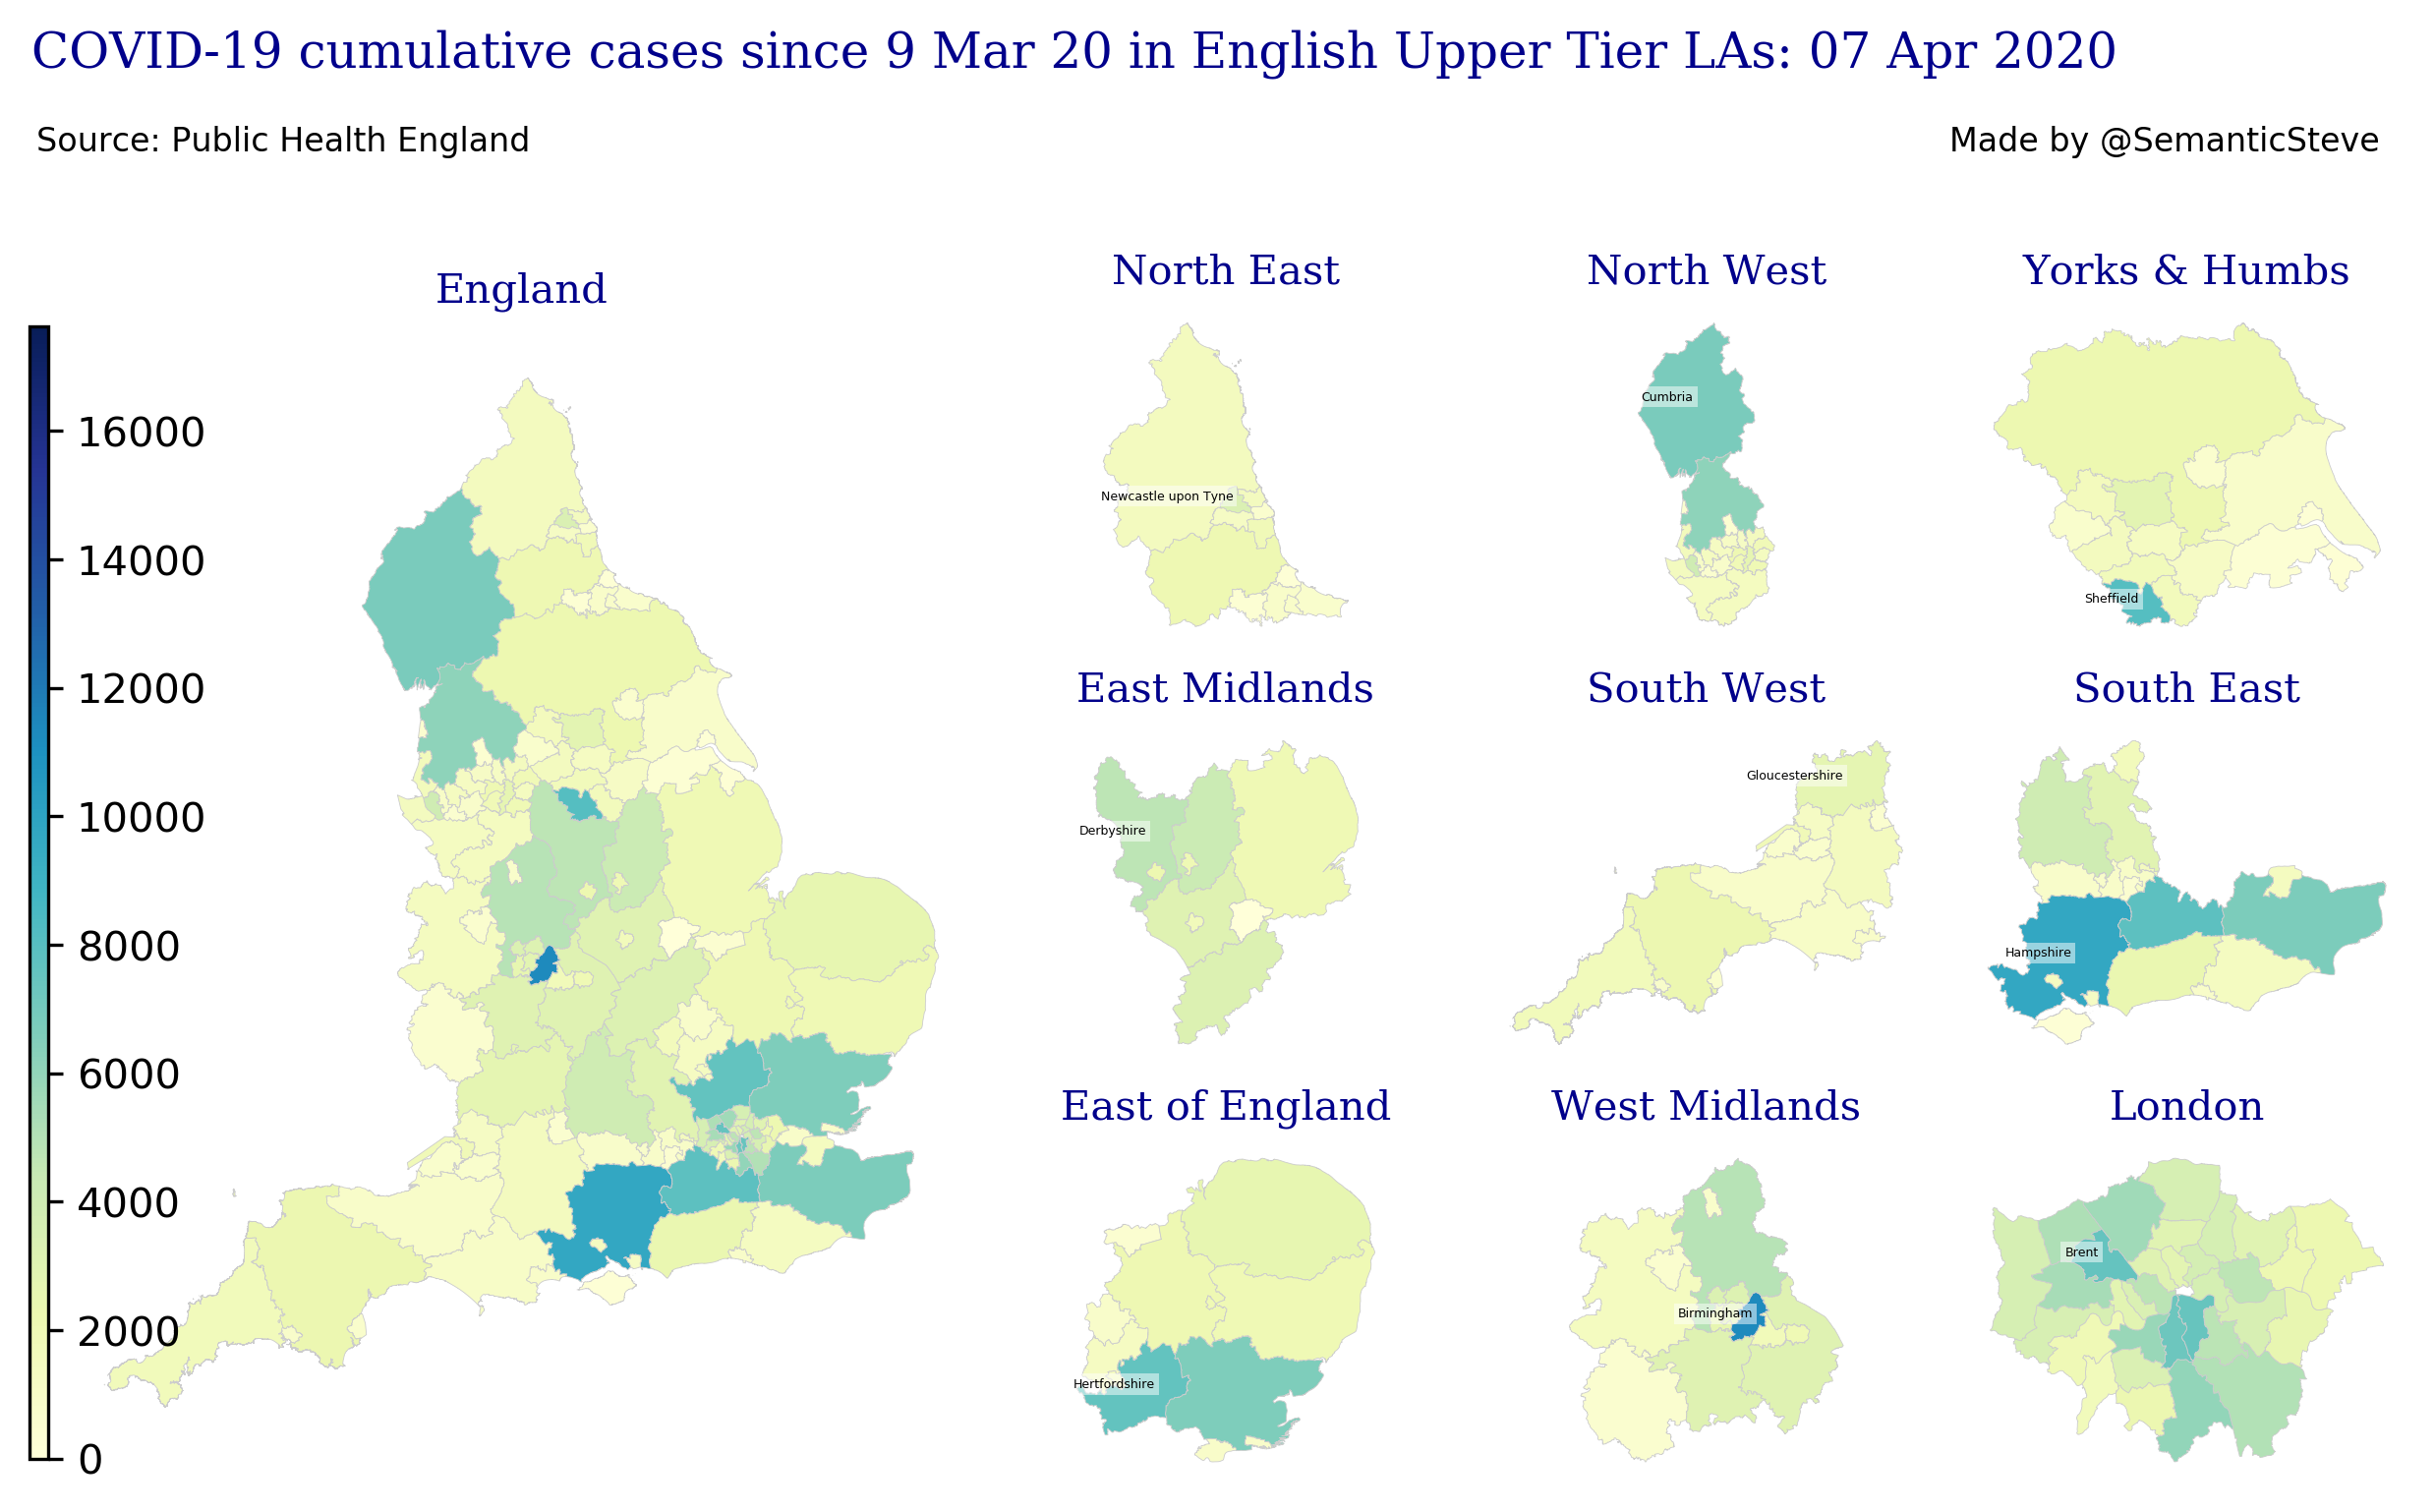 COVID-19 cumulative cases since 9 Mar 20 in English Upper Tier LAs: 07 Apr 2020
Source: Public Health England
Made by @SemanticSteve
England
16000
14000
12000
10000
8000
6000
4000
2000
0
North East
Newcastle upon Tyne
North West
Cumbria
Yorks & Humbs
Sheffield
East Midlands
Derbyshire
South West
Gloucestershire
South East
Hampshire
East of England
Hertfordshire
West Midlands
Birmingham
London
Brent